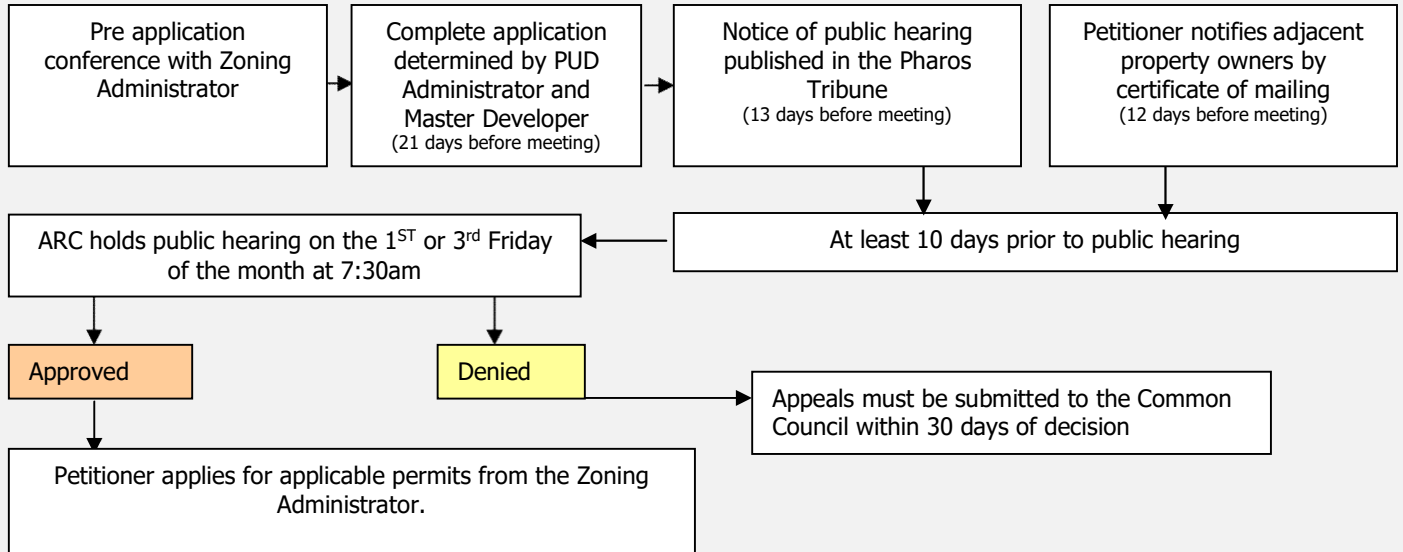 Pre application
conference with Zoning
Administrator
Complete application
determined by PUD
Administrator and
Master Developer
(21 days before meeting)
Notice of public hearing
published in the Pharos
Tribune
(13 days before meeting)
Petitioner notifies adjacent
property owners by
certificate of mailing
(12 days before meeting)
At least 10 days prior to public hearing
ARC holds public hearing on the 1ST or 3rd Friday
of the month at 7:30am
Approved
Denied
Appeals must be submitted to the Common
Council within 30 days of decision
Petitioner applies for applicable permits from the Zoning
Administrator.